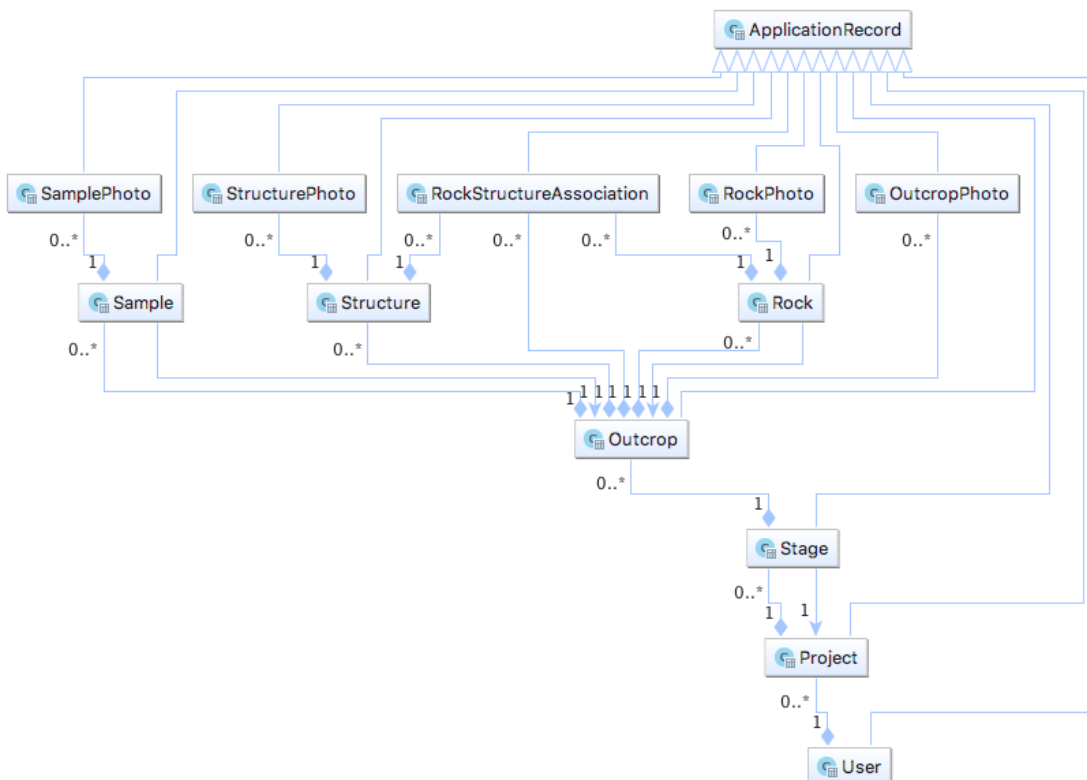 C ApplicationRecord
C SamplePhoto
C StructurePhoto
C RockStructureAssociation
C RockPhoto
C OutcropPhoto
0..*
0..*
0..*
0..*
0..*
0..*
0..*
1
1
1
1
1
C Sample
C Structure
C Rock
0..*
0..*
0..*
1
1
1
1
1
1
1
C Outcrop
0..*
1
C Stage
0..*
1
1
C Project
0..*
1
C User